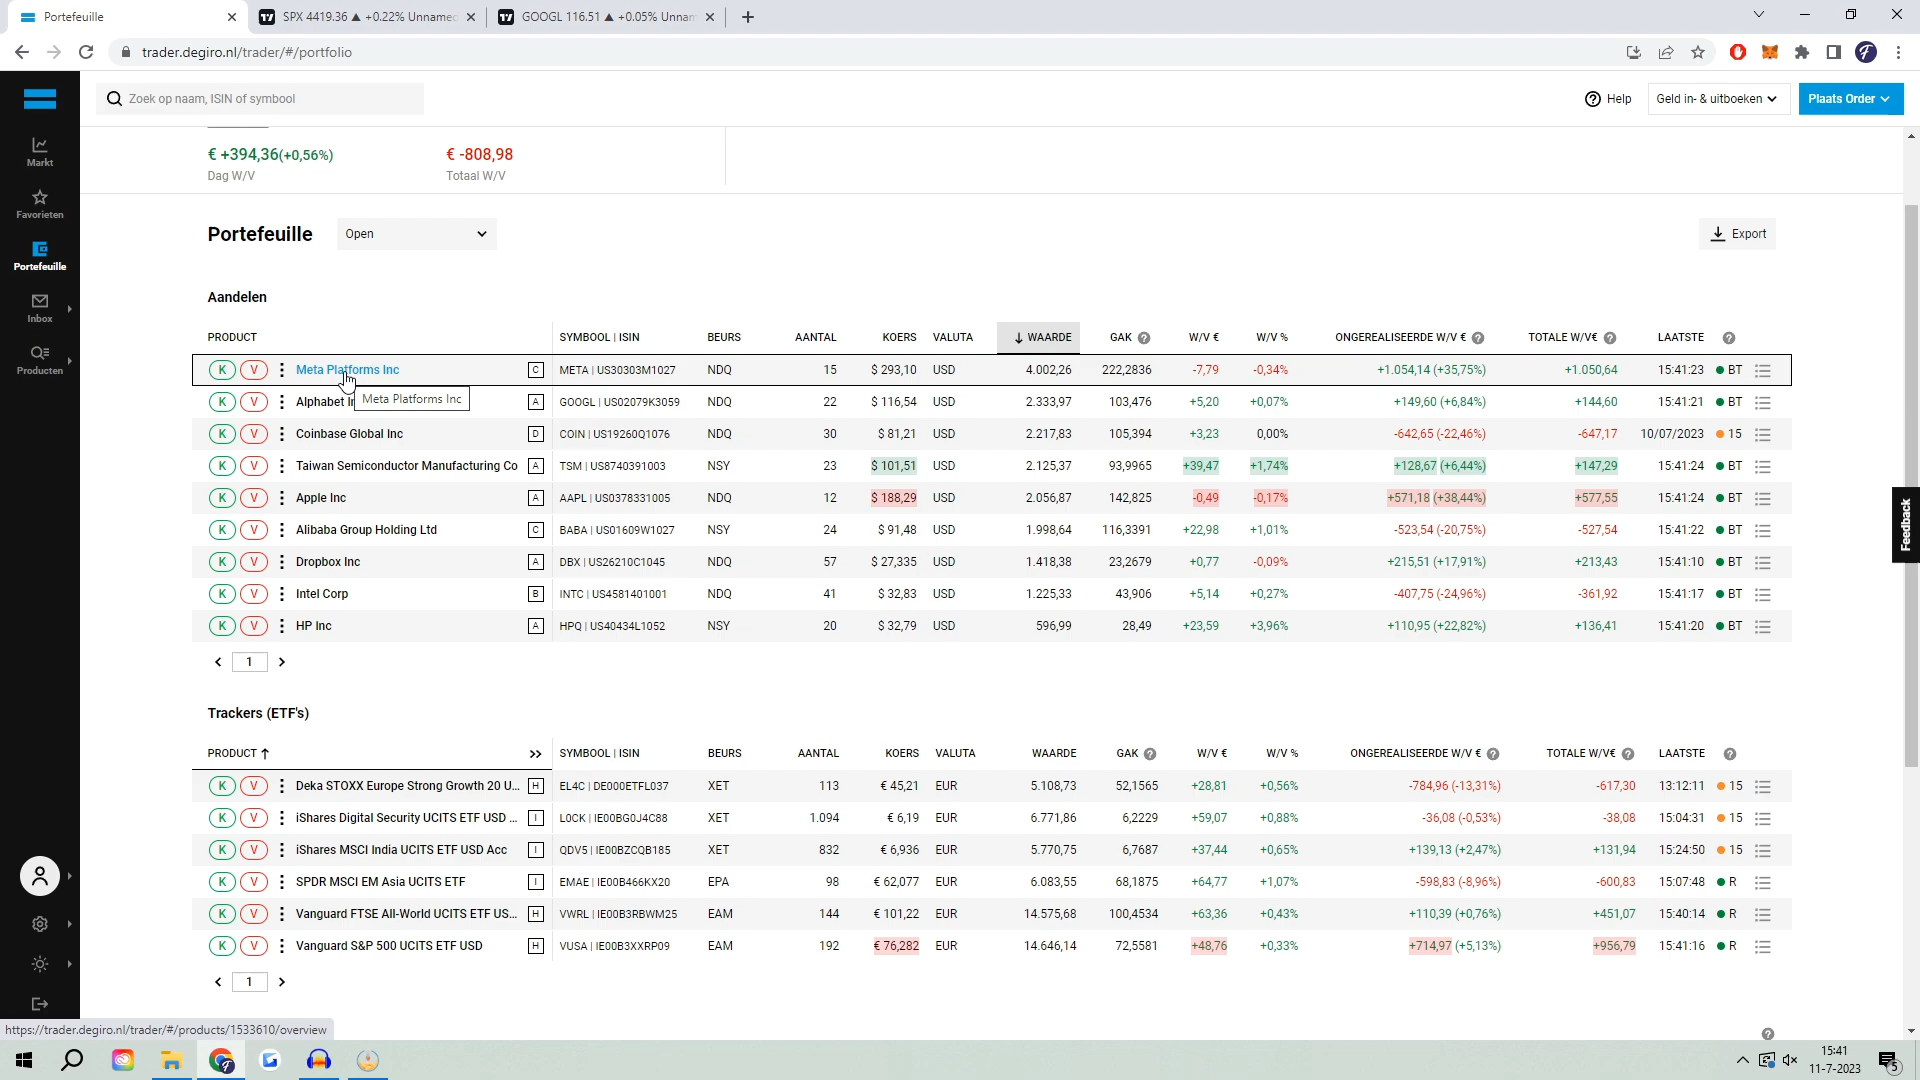 Portefeuille
SPX 4419.36 ▲ +0.22% Unnamed
GOOGL 116.51 ▲ +0.05% Unnam
trader.degiro.nl/trader/#/portfolio
Zoek op naam, ISIN of symbool
Help
Geld in- & uitboeken
Plaats Order
Markt
Favorieten
Portefeuille
Inbox
Producten
€ +394,36(+0,56%) € -808,98
Dag W/V Totaal W/V
Portefeuille Open Export
Aandelen
PRODUCT SYMBOOL | ISIN BEURS AANTAL KOERS VALUTA ↓ WAARDE GAK W/V € W/V % ONGEREALISEERDE W/V € TOTALE W/V€ LAATSTE
K V Meta Platforms Inc C META | US30303M1027 NDQ 15 $ 293,10 USD 4.002,26 222,2836 -7,79 -0,34% +1.054,14 (+35,75%) +1.050,64 15:41:23 BT
Meta Platforms Inc
K V Alphabet In A GOOGL | US02079K3059 NDQ 22 $ 116,54 USD 2.333,97 103,476 +5,20 +0,07% +149,60 (+6,84%) +144,60 15:41:21 BT
K V Coinbase Global Inc D COIN | US19260Q1076 NDQ 30 $ 81,21 USD 2.217,83 105,394 +3,23 0,00% -642,65 (-22,46%) -647,17 10/07/2023 15
K V Taiwan Semiconductor Manufacturing Co A TSM | US8740391003 NSY 23 $ 101,51 USD 2.125,37 93,9965 +39,47 +1,74% +128,67 (+6,44%) +147,29 15:41:24 BT
K V Apple Inc A AAPL | US0378331005 NDQ 12 $ 188,29 USD 2.056,87 142,825 -0,49 -0,17% +571,18 (+38,44%) +577,55 15:41:24 BT
K V Alibaba Group Holding Ltd C BABA | US01609W1027 NSY 24 $ 91,48 USD 1.998,64 116,3391 +22,98 +1,01% -523,54 (-20,75%) -527,54 15:41:22 BT
K V Dropbox Inc A DBX | US26210C1045 NDQ 57 $ 27,335 USD 1.418,38 23,2679 +0,77 -0,09% +215,51 (+17,91%) +213,43 15:41:10 BT
K V Intel Corp B INTC | US4581401001 NDQ 41 $ 32,83 USD 1.225,33 43,906 +5,14 +0,27% -407,75 (-24,96%) -361,92 15:41:17 BT
K V HP Inc A HPQ | US40434L1052 NSY 20 $ 32,79 USD 596,99 28,49 +23,59 +3,96% +110,95 (+22,82%) +136,41 15:41:20 BT
1
Trackers (ETF's)
PRODUCT ↑ SYMBOOL | ISIN BEURS AANTAL KOERS VALUTA WAARDE GAK W/V € W/V % ONGEREALISEERDE W/V € TOTALE W/V€ LAATSTE
K V Deka STOXX Europe Strong Growth 20 U... H EL4C | DE000ETFL037 XET 113 € 45,21 EUR 5.108,73 52,1565 +28,81 +0,56% -784,96 (-13,31%) -617,30 13:12:11 15
K V iShares Digital Security UCITS ETF USD ... I L0CK | IE00BG0J4C88 XET 1.094 € 6,19 EUR 6.771,86 6,2229 +59,07 +0,88% -36,08 (-0,53%) -38,08 15:04:31 15
K V iShares MSCI India UCITS ETF USD Acc I QDV5 | IE00BZCQB185 XET 832 € 6,936 EUR 5.770,75 6,7687 +37,44 +0,65% +139,13 (+2,47%) +131,94 15:24:50 15
K V SPDR MSCI EM Asia UCITS ETF I EMAE | IE00B466KX20 EPA 98 € 62,077 EUR 6.083,55 68,1875 +64,77 +1,07% -598,83 (-8,96%) -600,83 15:07:48 R
K V Vanguard FTSE All-World UCITS ETF US... H VWRL | IE00B3RBWM25 EAM 144 € 101,22 EUR 14.575,68 100,4534 +63,36 +0,43% +110,39 (+0,76%) +451,07 15:40:14 R
K V Vanguard S&P 500 UCITS ETF USD H VUSA | IE00B3XXRP09 EAM 192 € 76,282 EUR 14.646,14 72,5581 +48,76 +0,33% +714,97 (+5,13%) +956,79 15:41:16 R
1
Feedback
https://trader.degiro.nl/trader/#/products/1533610/overview
15:41
11-7-2023
5